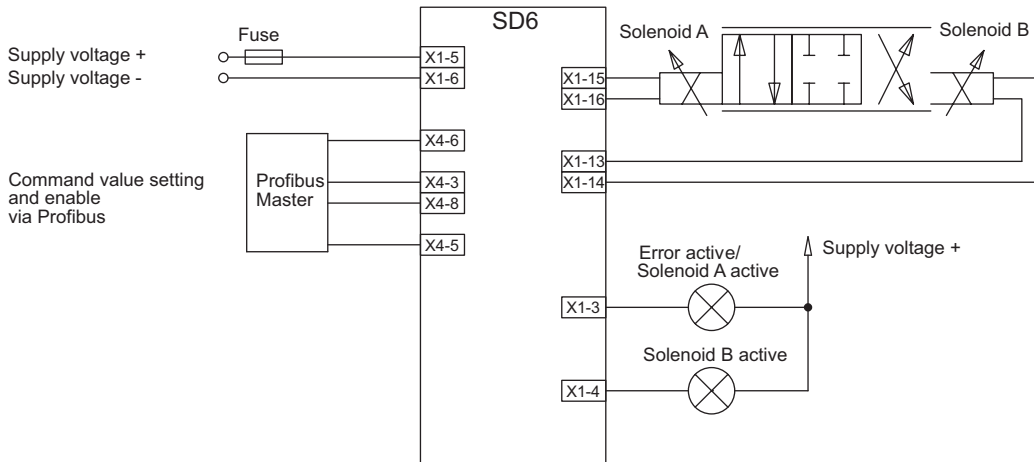 SD6
Fuse
Solenoid A
Solenoid B
Supply voltage +
X1-5
Supply voltage -
X1-6
X1-15
X1-16
X4-6
Command value setting
and enable
via Profibus
Profibus
Master
X4-3
X4-8
X4-5
X1-13
X1-14
Error active/
Solenoid A active
Supply voltage +
X1-3
Solenoid B active
X1-4